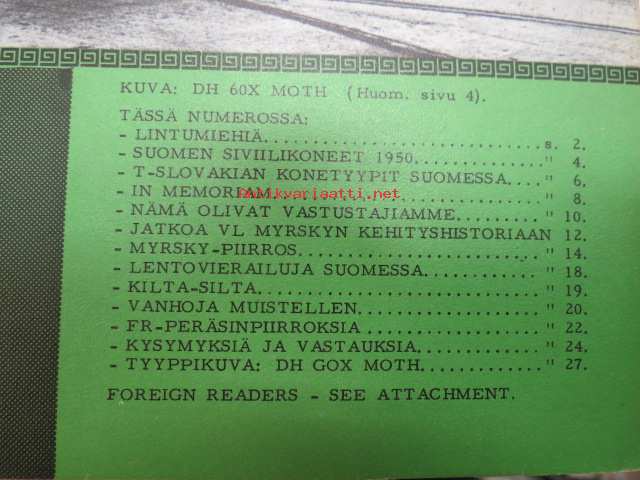 KUVA: DH 60X MOTH (Huom. sivu 4).
TÄSSÄ NUMEROSSA:
- LINTUMIEHIÄ.............................s. 2.
- SUOMEN SIVIILIKONEET 1950.............." 4.
- T-SLOVAKIAN KONETYYPIT SUOMESSA...." 6.
- IN MEMORIAM............................" 8.
- NÄMÄ OLIVAT VASTUSTAJIAMME.........." 10.
- JATKOA VL MYRSKYN KEHITYSHISTORIAAN 12.
- MYRSKY-PIIRROS........................." 14.
- LENTOVIERAILUJA SUOMESSA............" 18.
- KILTA-SILTA............................." 19.
- VANHOJA MUISTELLEN...................." 20.
- FR-PERÄSINPIIRROKSIA .................." 22.
- KYSYMYKSIÄ JA VASTAUKSIA............." 24.
- TYYPPIKUVA: DH GOX MOTH............" 27.
FOREIGN READERS - SEE ATTACHMENT.